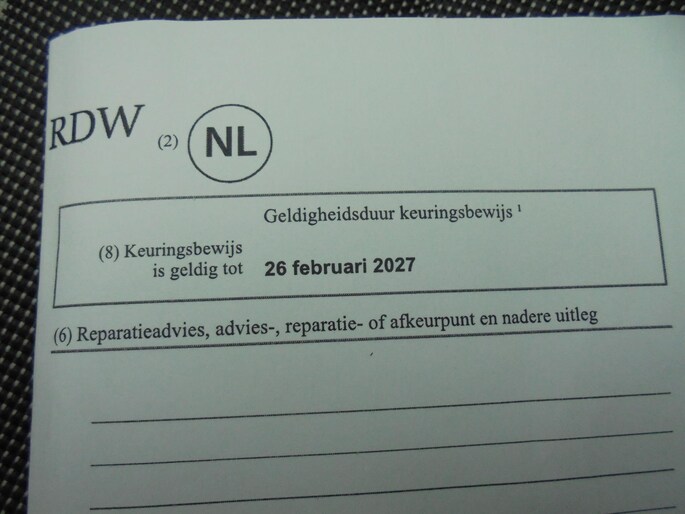 RDW (2) NL
Geldigheidsduur keuringsbewijs ¹
(8) Keuringsbewijs
is geldig tot 26 februari 2027
(6) Reparatieadvies, advies-, reparatie- of afkeurpunt en nadere uitleg